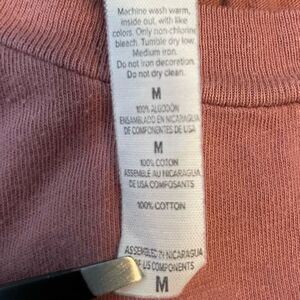 Machine wash warm,
inside out, with like
colors. Only non-chlorine
bleach. Tumble dry low.
Medium iron.
Do not iron decoration.
Do not dry clean.
M
100% ALGODÓN
ENSAMBLADO EN NICARAGUA
DE COMPONENTES DE USA
M
100% COTON
ASSEMBLE AU NICARAGUA
DE USA COMPOSANTS
100% COTTON
ASSEMBLED IN NICARAGUA
OF US COMPONENTS
M